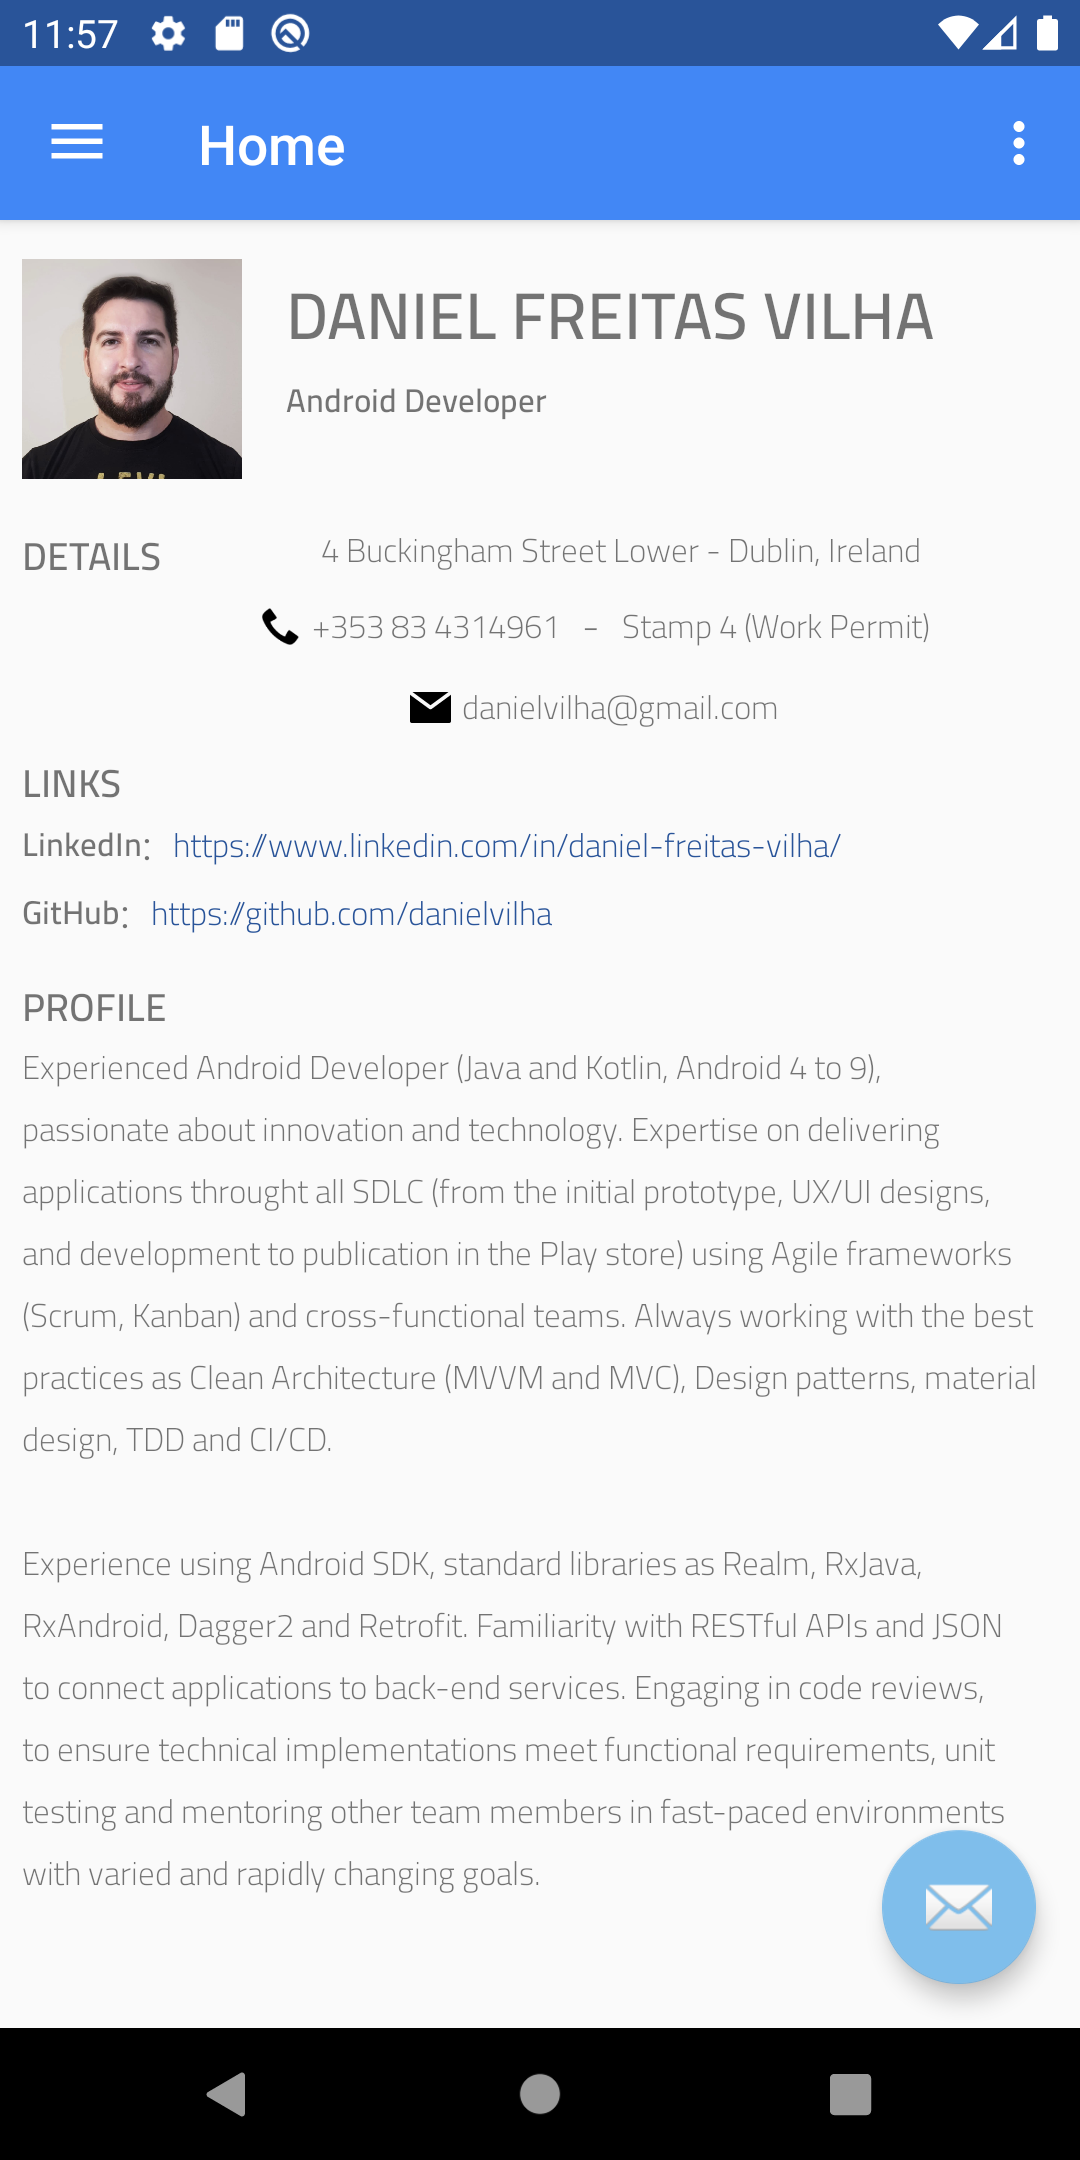 11:57
Home
DANIEL FREITAS VILHA
Android Developer
DETAILS
4 Buckingham Street Lower - Dublin, Ireland
+353 83 4314961 - Stamp 4 (Work Permit)
danielvilha@gmail.com
LINKS
LinkedIn: https://www.linkedin.com/in/daniel-freitas-vilha/
GitHub: https://github.com/danielvilha
PROFILE
Experienced Android Developer (Java and Kotlin, Android 4 to 9),
passionate about innovation and technology. Expertise on delivering
applications throught all SDLC (from the initial prototype, UX/UI designs,
and development to publication in the Play store) using Agile frameworks
(Scrum, Kanban) and cross-functional teams. Always working with the best
practices as Clean Architecture (MVVM and MVC), Design patterns, material
design, TDD and CI/CD.
Experience using Android SDK, standard libraries as Realm, RxJava,
RxAndroid, Dagger2 and Retrofit. Familiarity with RESTful APIs and JSON
to connect applications to back-end services. Engaging in code reviews,
to ensure technical implementations meet functional requirements, unit
testing and mentoring other team members in fast-paced environments
with varied and rapidly changing goals.